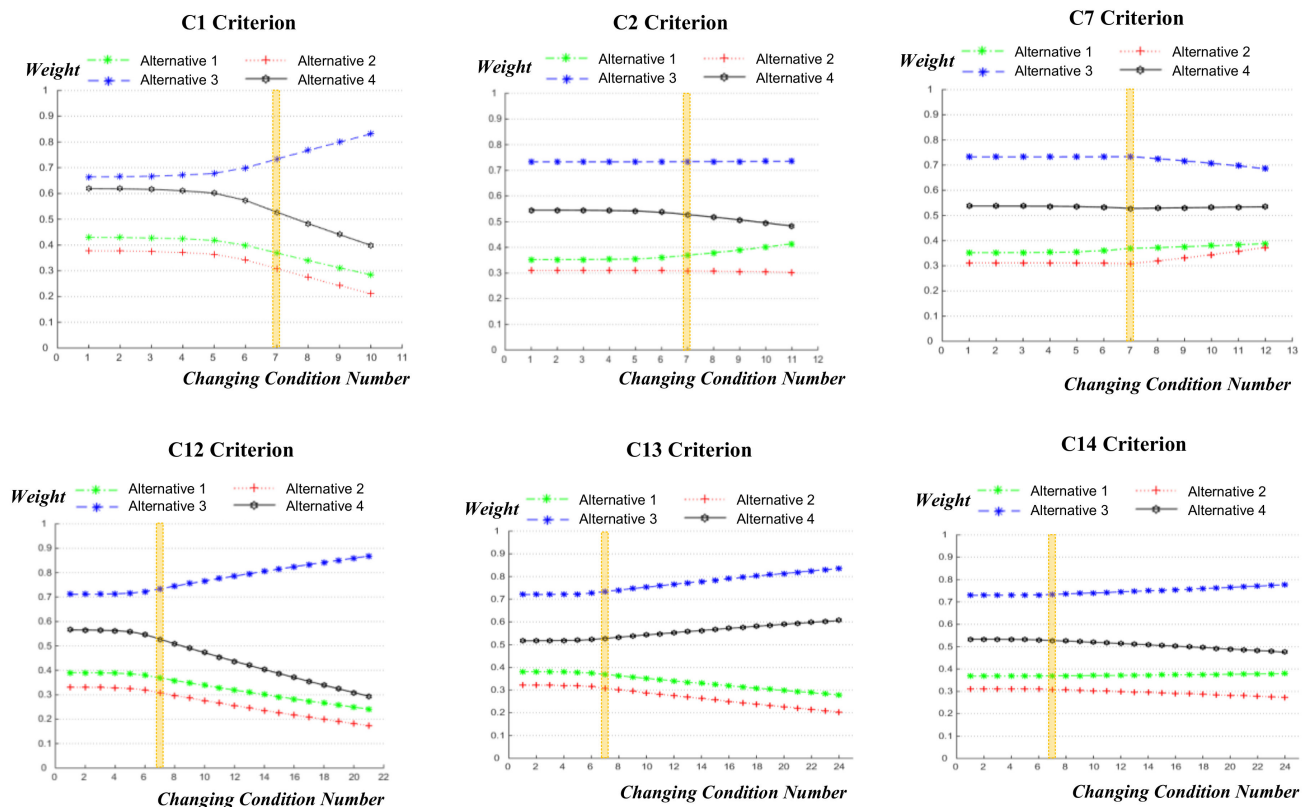 C1 Criterion
Weight
Alternative 1 Alternative 2
Alternative 3 Alternative 4
1
0.9
0.8
0.7
0.6
0.5
0.4
0.3
0.2
0.1
0
0 1 2 3 4 5 6 7 8 9 10 11
Changing Condition Number
C2 Criterion
Weight
Alternative 1 Alternative 2
Alternative 3 Alternative 4
1
0.9
0.8
0.7
0.6
0.5
0.4
0.3
0.2
0.1
0
0 1 2 3 4 5 6 7 8 9 10 11 12
Changing Condition Number
C7 Criterion
Weight
Alternative 1 Alternative 2
Alternative 3 Alternative 4
1
0.9
0.8
0.7
0.6
0.5
0.4
0.3
0.2
0.1
0
0 1 2 3 4 5 6 7 8 9 10 11 12 13
Changing Condition Number
C12 Criterion
Weight
Alternative 1 Alternative 2
Alternative 3 Alternative 4
1
0.9
0.8
0.7
0.6
0.5
0.4
0.3
0.2
0.1
0
0 2 4 6 8 10 12 14 16 18 20 22
Changing Condition Number
C13 Criterion
Weight
Alternative 1 Alternative 2
Alternative 3 Alternative 4
1
0.9
0.8
0.7
0.6
0.5
0.4
0.3
0.2
0.1
0
0 2 4 6 8 10 12 14 16 18 20 22 24
Changing Condition Number
C14 Criterion
Weight
Alternative 1 Alternative 2
Alternative 3 Alternative 4
1
0.9
0.8
0.7
0.6
0.5
0.4
0.3
0.2
0.1
0
0 2 4 6 8 10 12 14 16 18 20 22 24
Changing Condition Number